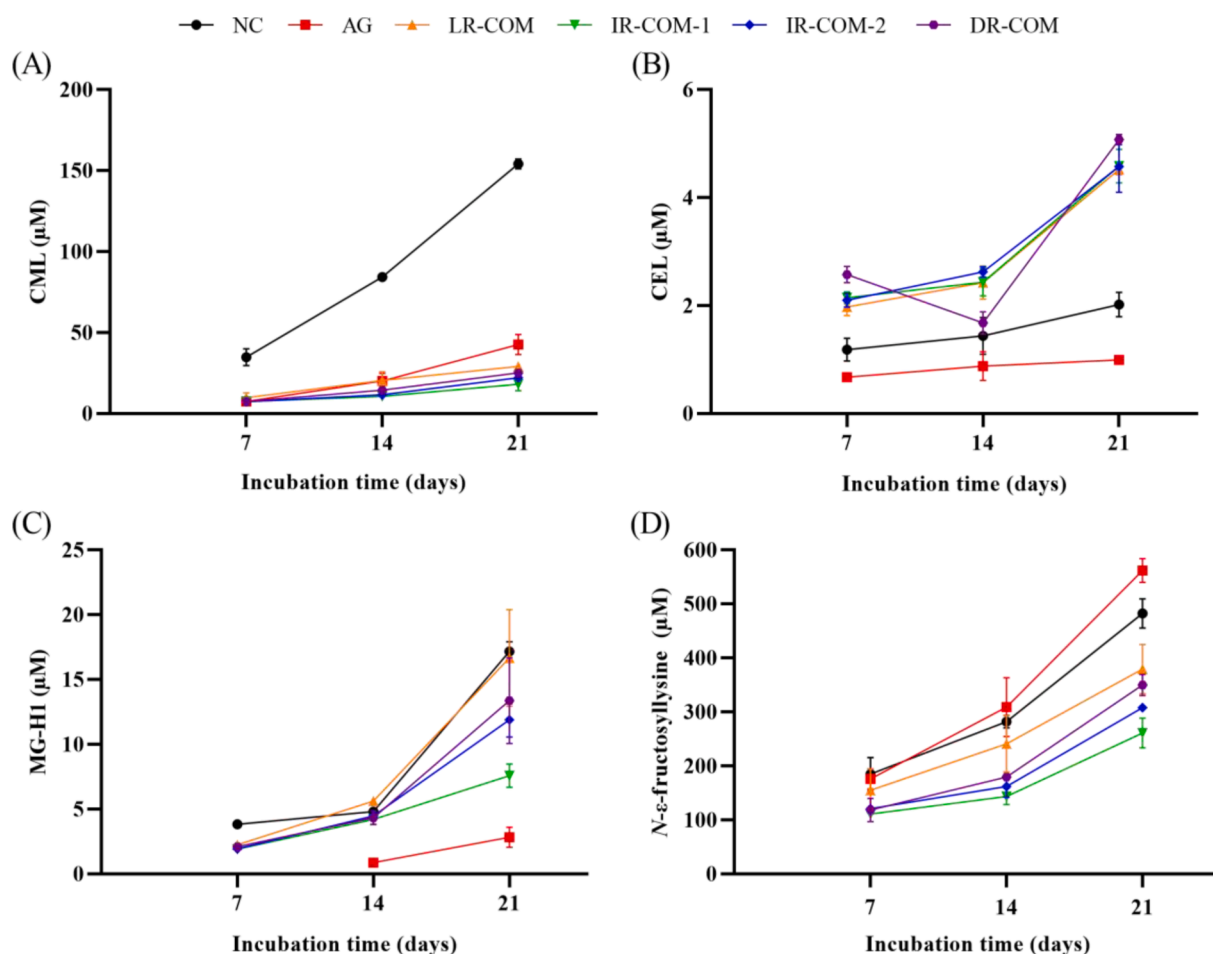 NC AG LR-COM IR-COM-1 IR-COM-2 DR-COM
(A)
CML (µM)
200
150
100
50
0
7 14 21
Incubation time (days)
(B)
CEL (µM)
6
4
2
0
7 14 21
Incubation time (days)
(C)
MG-H1 (µM)
25
20
15
10
5
0
7 14 21
Incubation time (days)
(D)
N-ε-fructosyllysine (µM)
600
500
400
300
200
100
0
7 14 21
Incubation time (days)